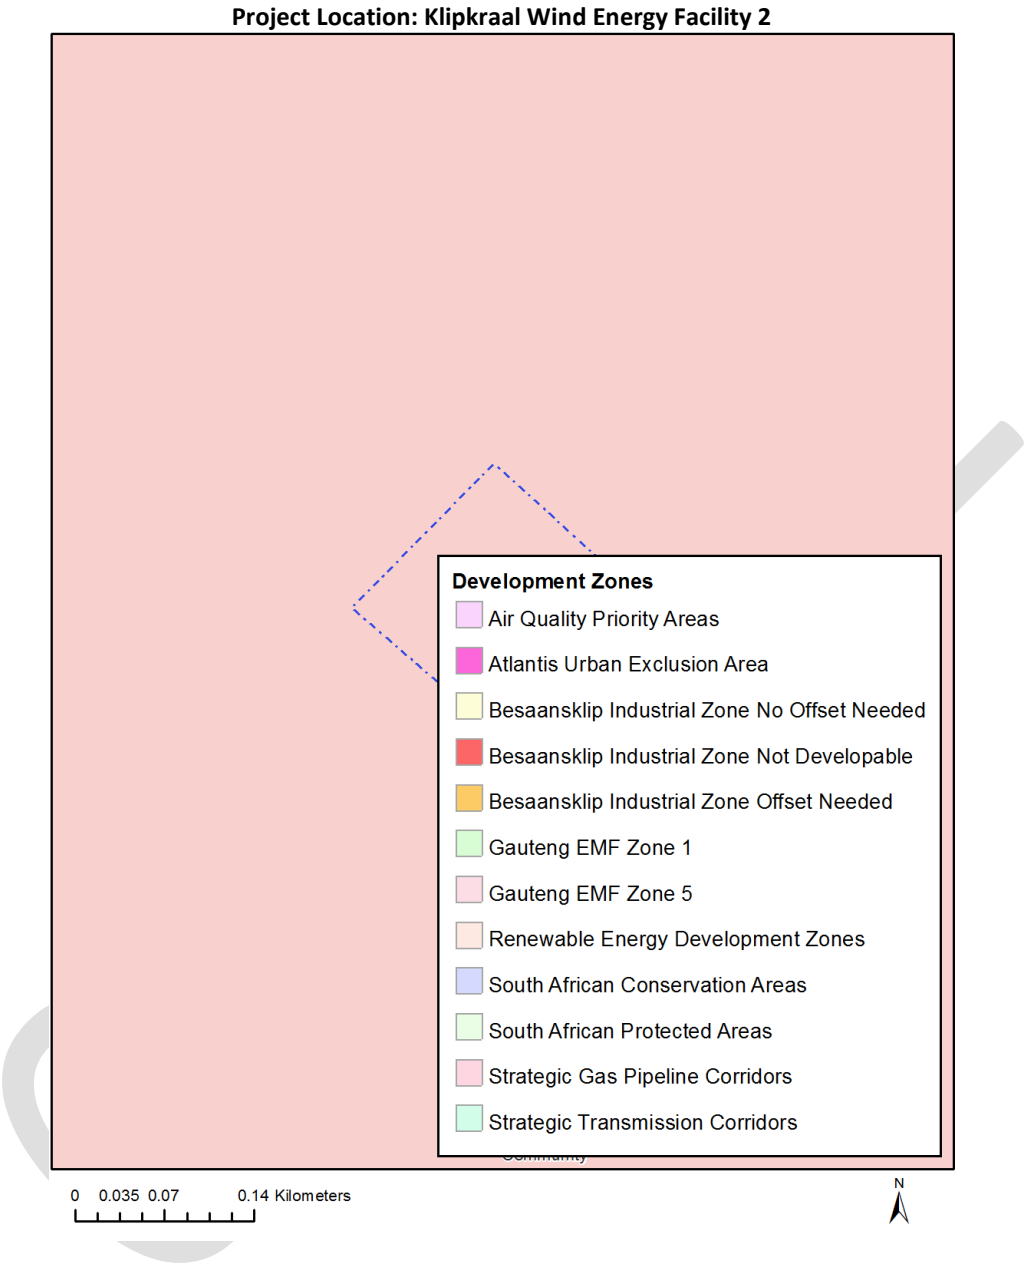 Project Location: Klipkraal Wind Energy Facility 2
Development Zones
Air Quality Priority Areas
Atlantis Urban Exclusion Area
Besaansklip Industrial Zone No Offset Needed
Besaansklip Industrial Zone Not Developable
Besaansklip Industrial Zone Offset Needed
Gauteng EMF Zone 1
Gauteng EMF Zone 5
Renewable Energy Development Zones
South African Conservation Areas
South African Protected Areas
Strategic Gas Pipeline Corridors
Strategic Transmission Corridors
Community
0 0.035 0.07 0.14 Kilometers
N